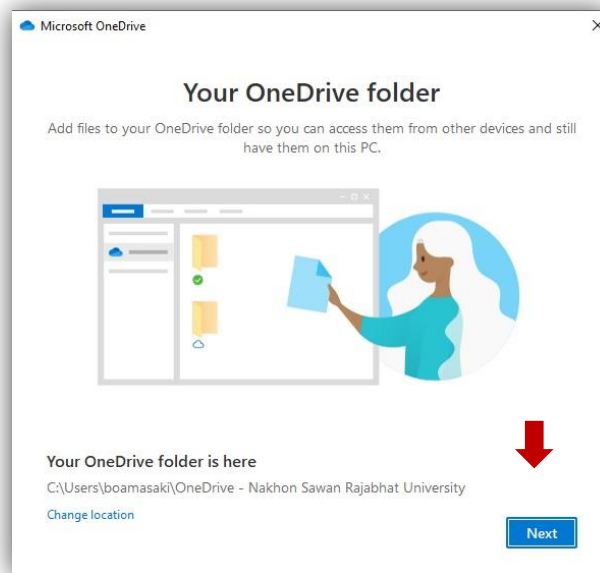 Microsoft OneDrive
Your OneDrive folder
Add files to your OneDrive folder so you can access them from other devices and still
have them on this PC.
Your OneDrive folder is here
C:\Users\boamasaki\OneDrive - Nakhon Sawan Rajabhat University
Change location
Next